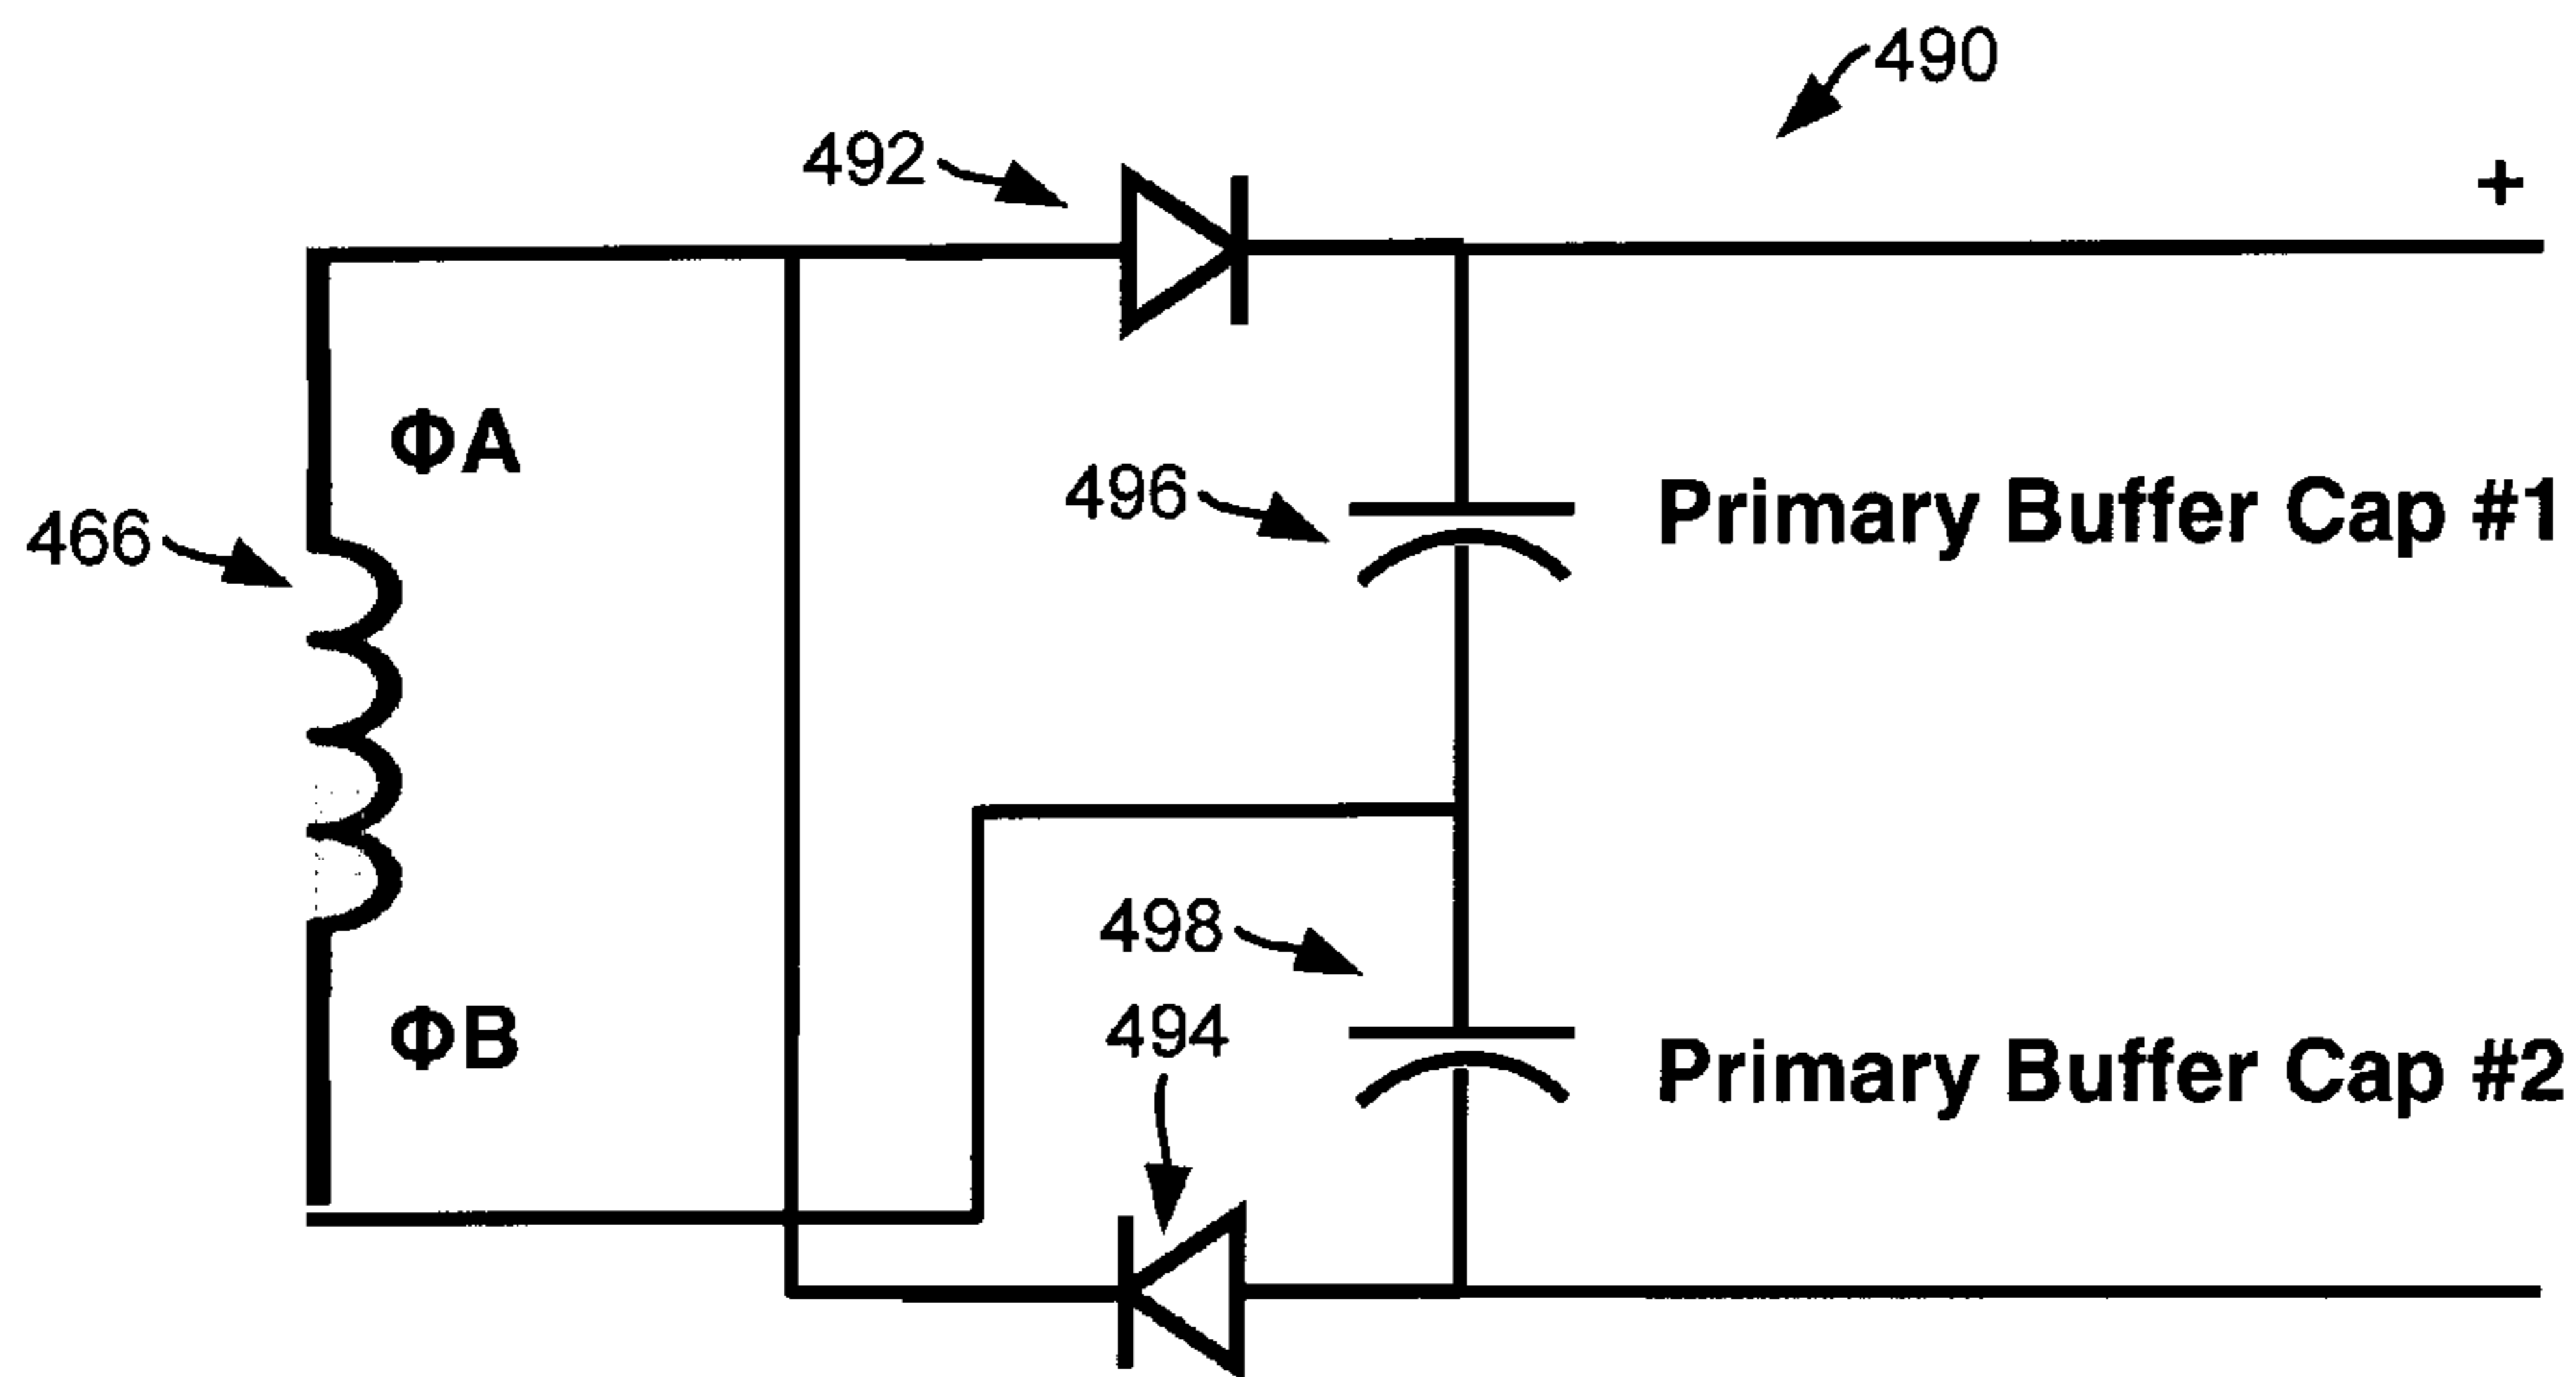 490
492
+
ΦA
496
Primary Buffer Cap #1
466
498
494
ΦB
Primary Buffer Cap #2